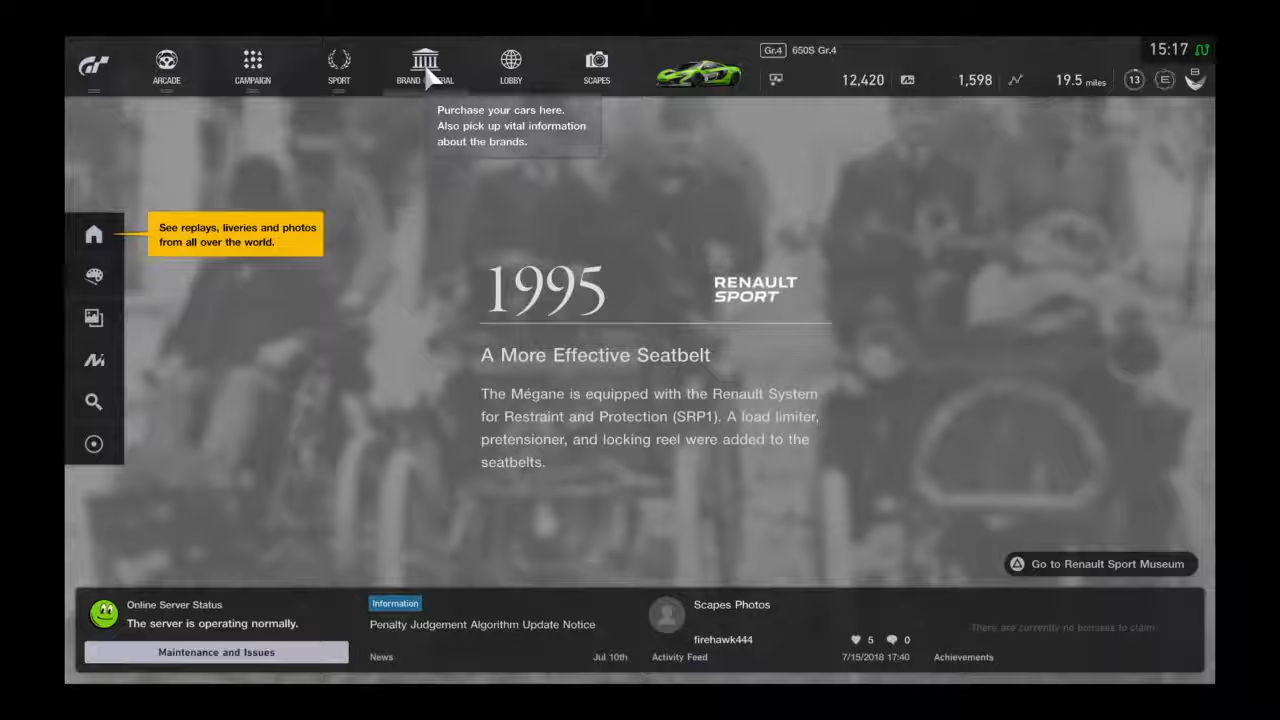 GT
ARCADE
CAMPAIGN
SPORT
BRAND CENTRAL
LOBBY
SCAPES
Gr.4 650S Gr.4
12,420
1,598
19.5 miles
15:17
13 E B
Purchase your cars here.
Also pick up vital information
about the brands.
See replays, liveries and photos
from all over the world.
1995
RENAULT
SPORT
A More Effective Seatbelt
The Mégane is equipped with the Renault System
for Restraint and Protection (SRP1). A load limiter,
pretensioner, and locking reel were added to the
seatbelts.
Go to Renault Sport Museum
Online Server Status
The server is operating normally.
Maintenance and Issues
Information
Penalty Judgement Algorithm Update Notice
News Jul 10th
Scapes Photos
firehawk444
5 0
Activity Feed 7/15/2018 17:40
There are currently no bonuses to claim
Achievements